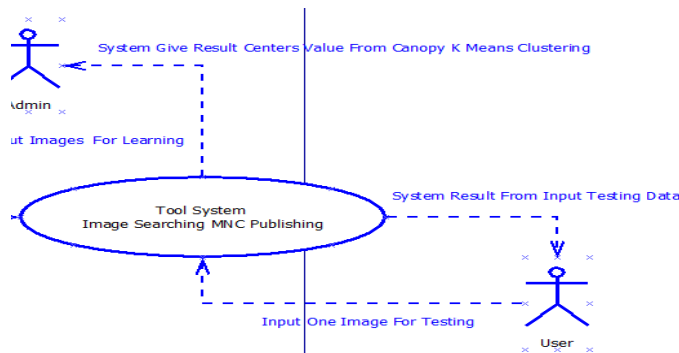 System Give Result Centers Value From Canopy K Means Clustering
Admin
ut Images For Learning
Tool System
Image Searching MNC Publishing
System Result From Input Testing Data
Input One Image For Testing
User